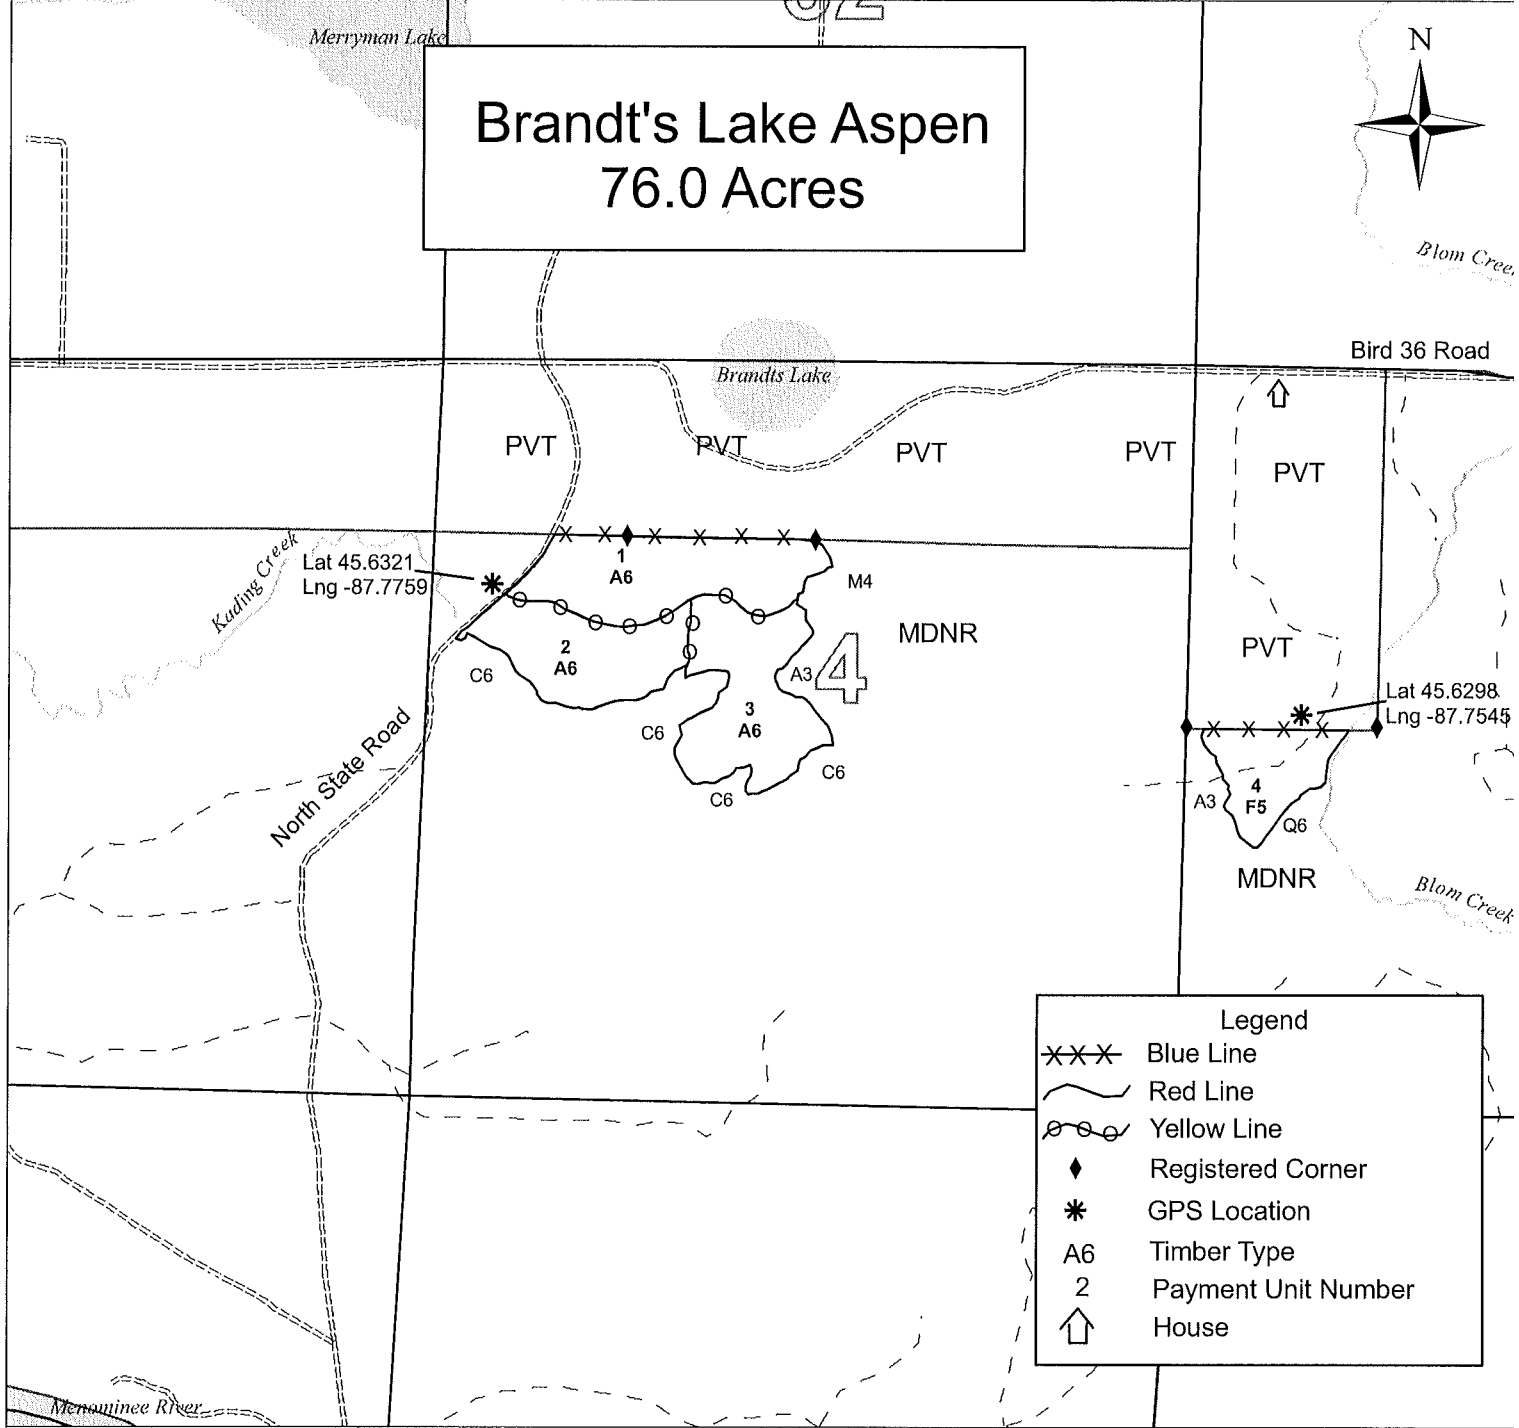 32
Merryman Lake
N
Brandt's Lake Aspen
76.0 Acres
Blom Creek
Bird 36 Road
Brandts Lake
PVT
PVT
PVT
PVT
PVT
Kuding Creek
Lat 45.6321
Lng -87.7759
1
A6
M4
MDNR
4
2
A6
C6
A3
PVT
3
A6
C6
C6
C6
Lat 45.6298
Lng -87.7545
North State Road
4
F5
A3
Q6
MDNR
Blom Creek
Legend
Blue Line
Red Line
Yellow Line
Registered Corner
GPS Location
A6 Timber Type
2 Payment Unit Number
House
Menominee River